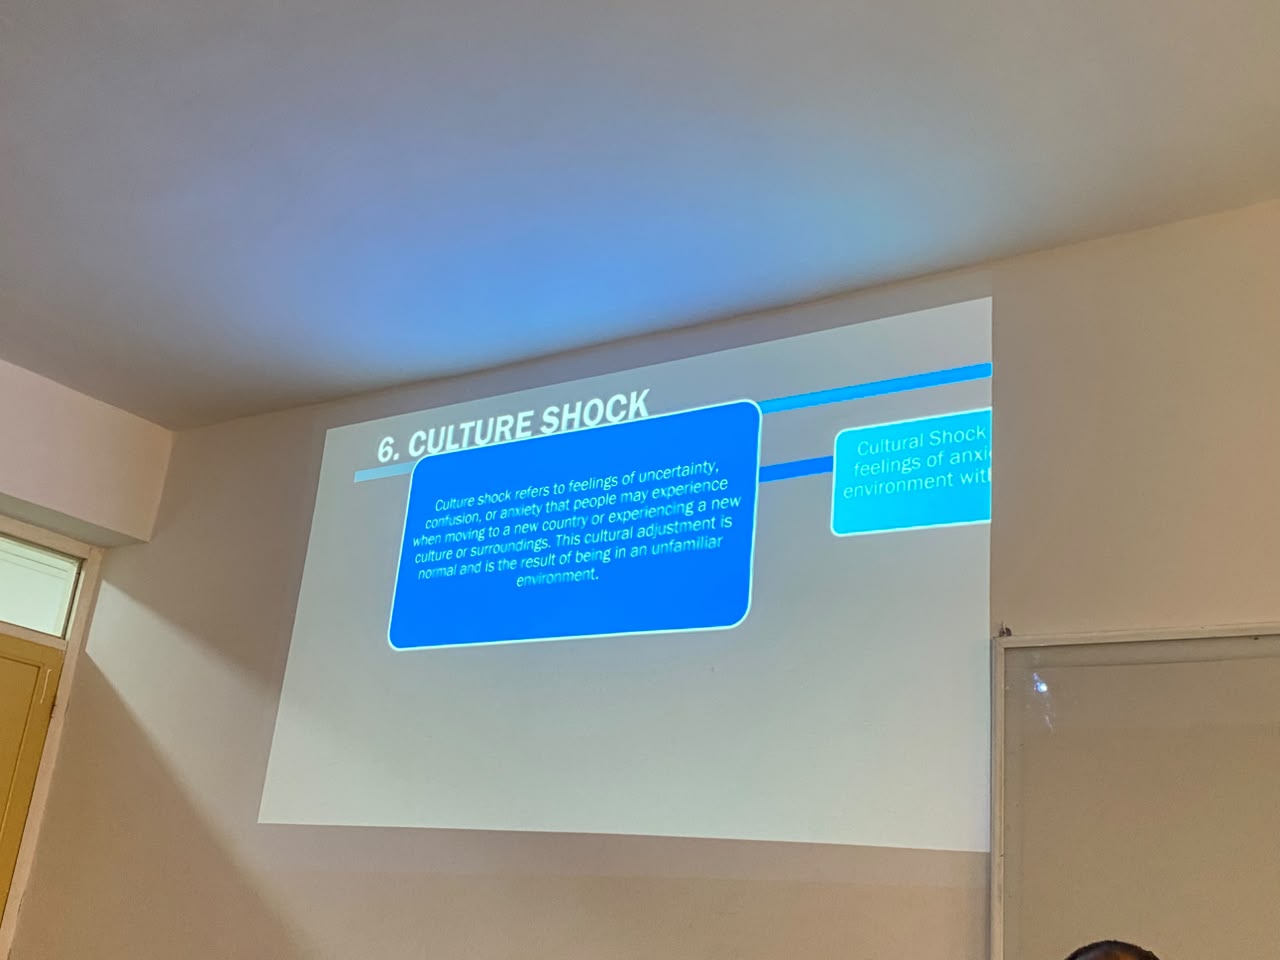 6. CULTURE SHOCK
Culture shock refers to feelings of uncertainty,
confusion, or anxiety that people may experience
when moving to a new country or experiencing a new
culture or surroundings. This cultural adjustment is
normal and is the result of being in an unfamiliar
environment.
Cultural Shock
feelings of anxi
environment wit